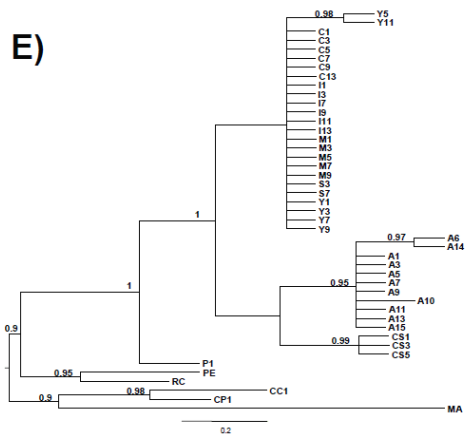 E)
0.98
Y5
Y11
C1
C3
C5
C7
C9
C13
I1
I3
I7
I9
I11
I13
M1
M3
M5
M7
M9
S3
S7
Y1
Y3
Y7
Y9
1
0.97
A6
A14
A1
A3
A5
A7
A9
0.95
A10
A11
A13
A15
0.99
CS1
CS3
CS5
1
0.9
P1
0.95
PE
RC
0.9
0.98
CC1
CP1
MA
0.2